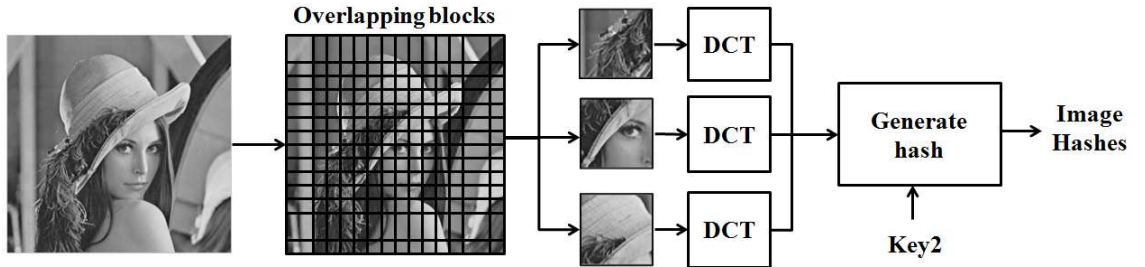 Overlapping blocks
DCT
DCT
DCT
Generate
hash
Image
Hashes
Key2